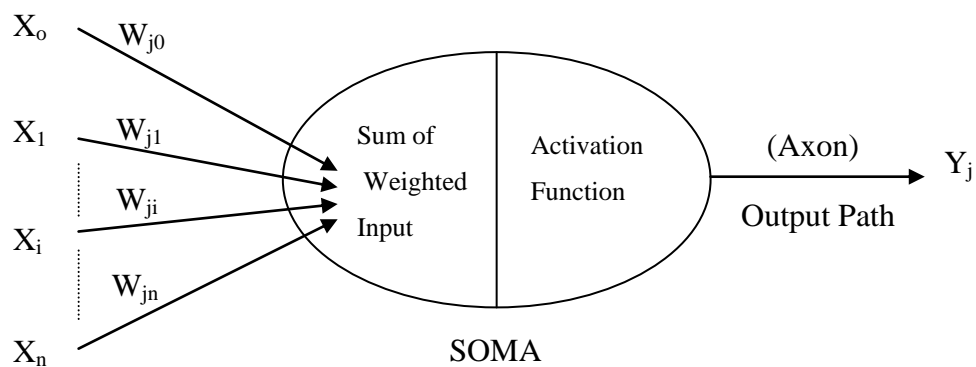 Xₒ
Wⱼ₀
X₁
Wⱼ₁
Sum of
Weighted
Input
Activation
Function
(Axon)
Yⱼ
Output Path
Wⱼᵢ
Xᵢ
Wⱼₙ
Xₙ
SOMA